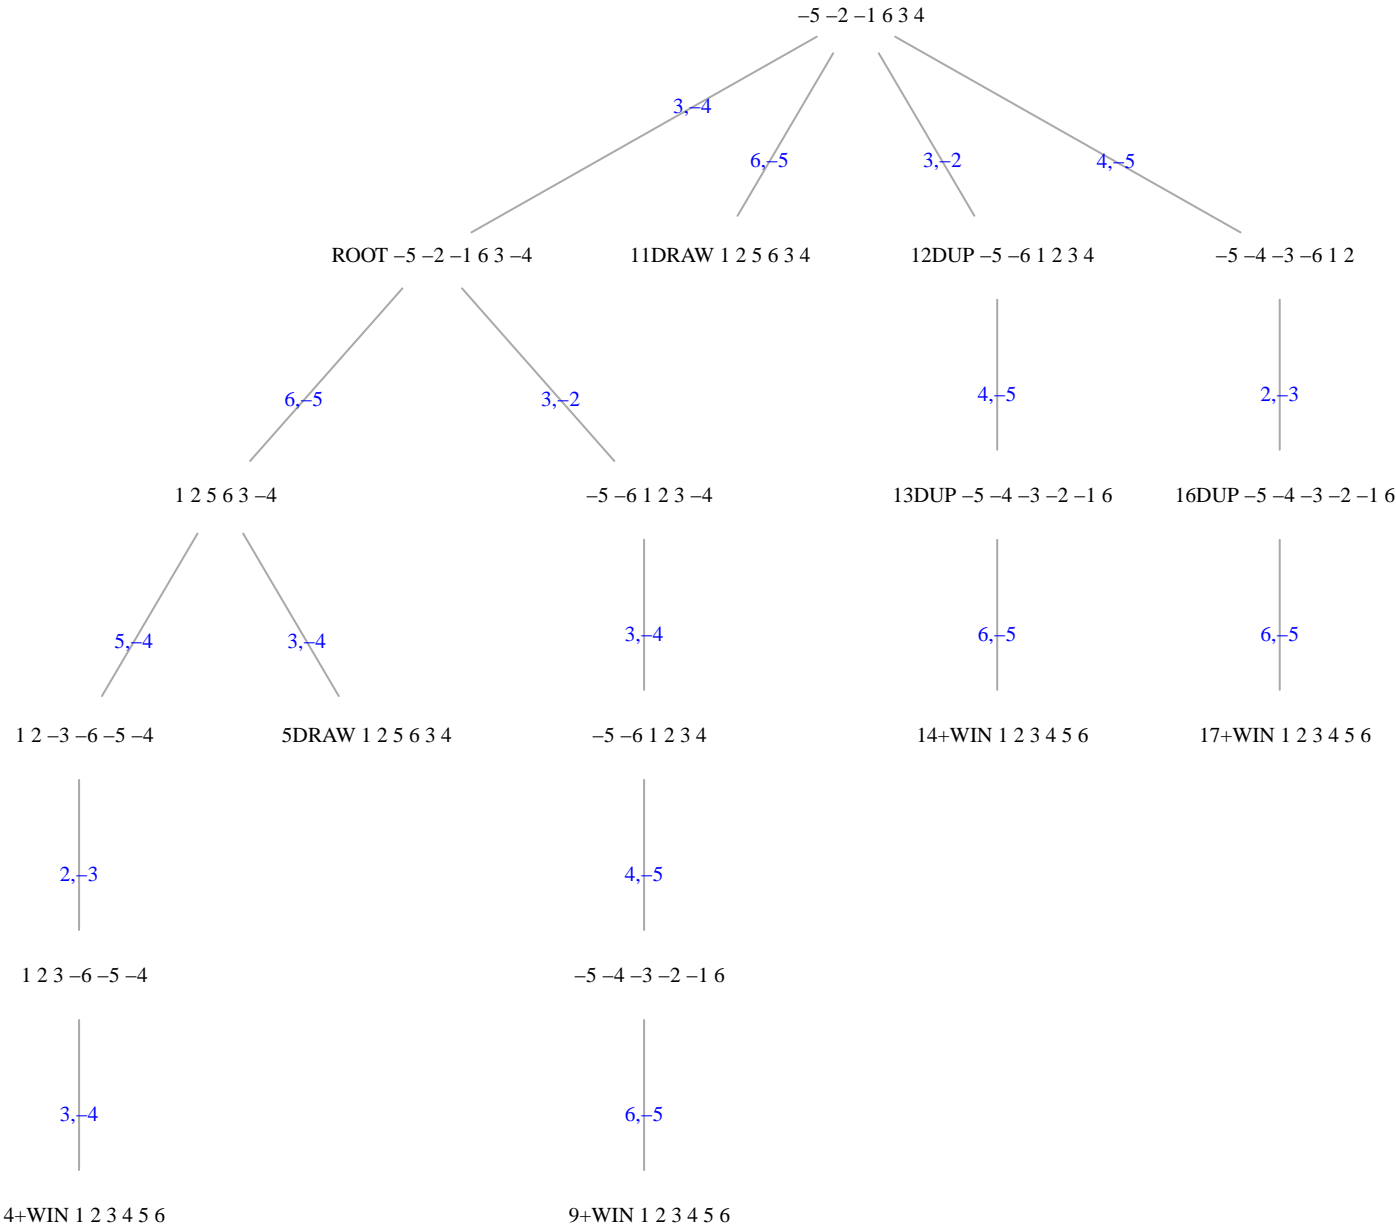 −5 −2 −1 6 3 4
3,−4
6,−5
3,−2
4,−5
ROOT −5 −2 −1 6 3 −4
11DRAW 1 2 5 6 3 4
12DUP −5 −6 1 2 3 4
−5 −4 −3 −6 1 2
6,−5
3,−2
4,−5
2,−3
1 2 5 6 3 −4
−5 −6 1 2 3 −4
13DUP −5 −4 −3 −2 −1 6
16DUP −5 −4 −3 −2 −1 6
5,−4
3,−4
3,−4
6,−5
6,−5
1 2 −3 −6 −5 −4
5DRAW 1 2 5 6 3 4
−5 −6 1 2 3 4
14+WIN 1 2 3 4 5 6
17+WIN 1 2 3 4 5 6
2,−3
4,−5
1 2 3 −6 −5 −4
−5 −4 −3 −2 −1 6
3,−4
6,−5
4+WIN 1 2 3 4 5 6
9+WIN 1 2 3 4 5 6